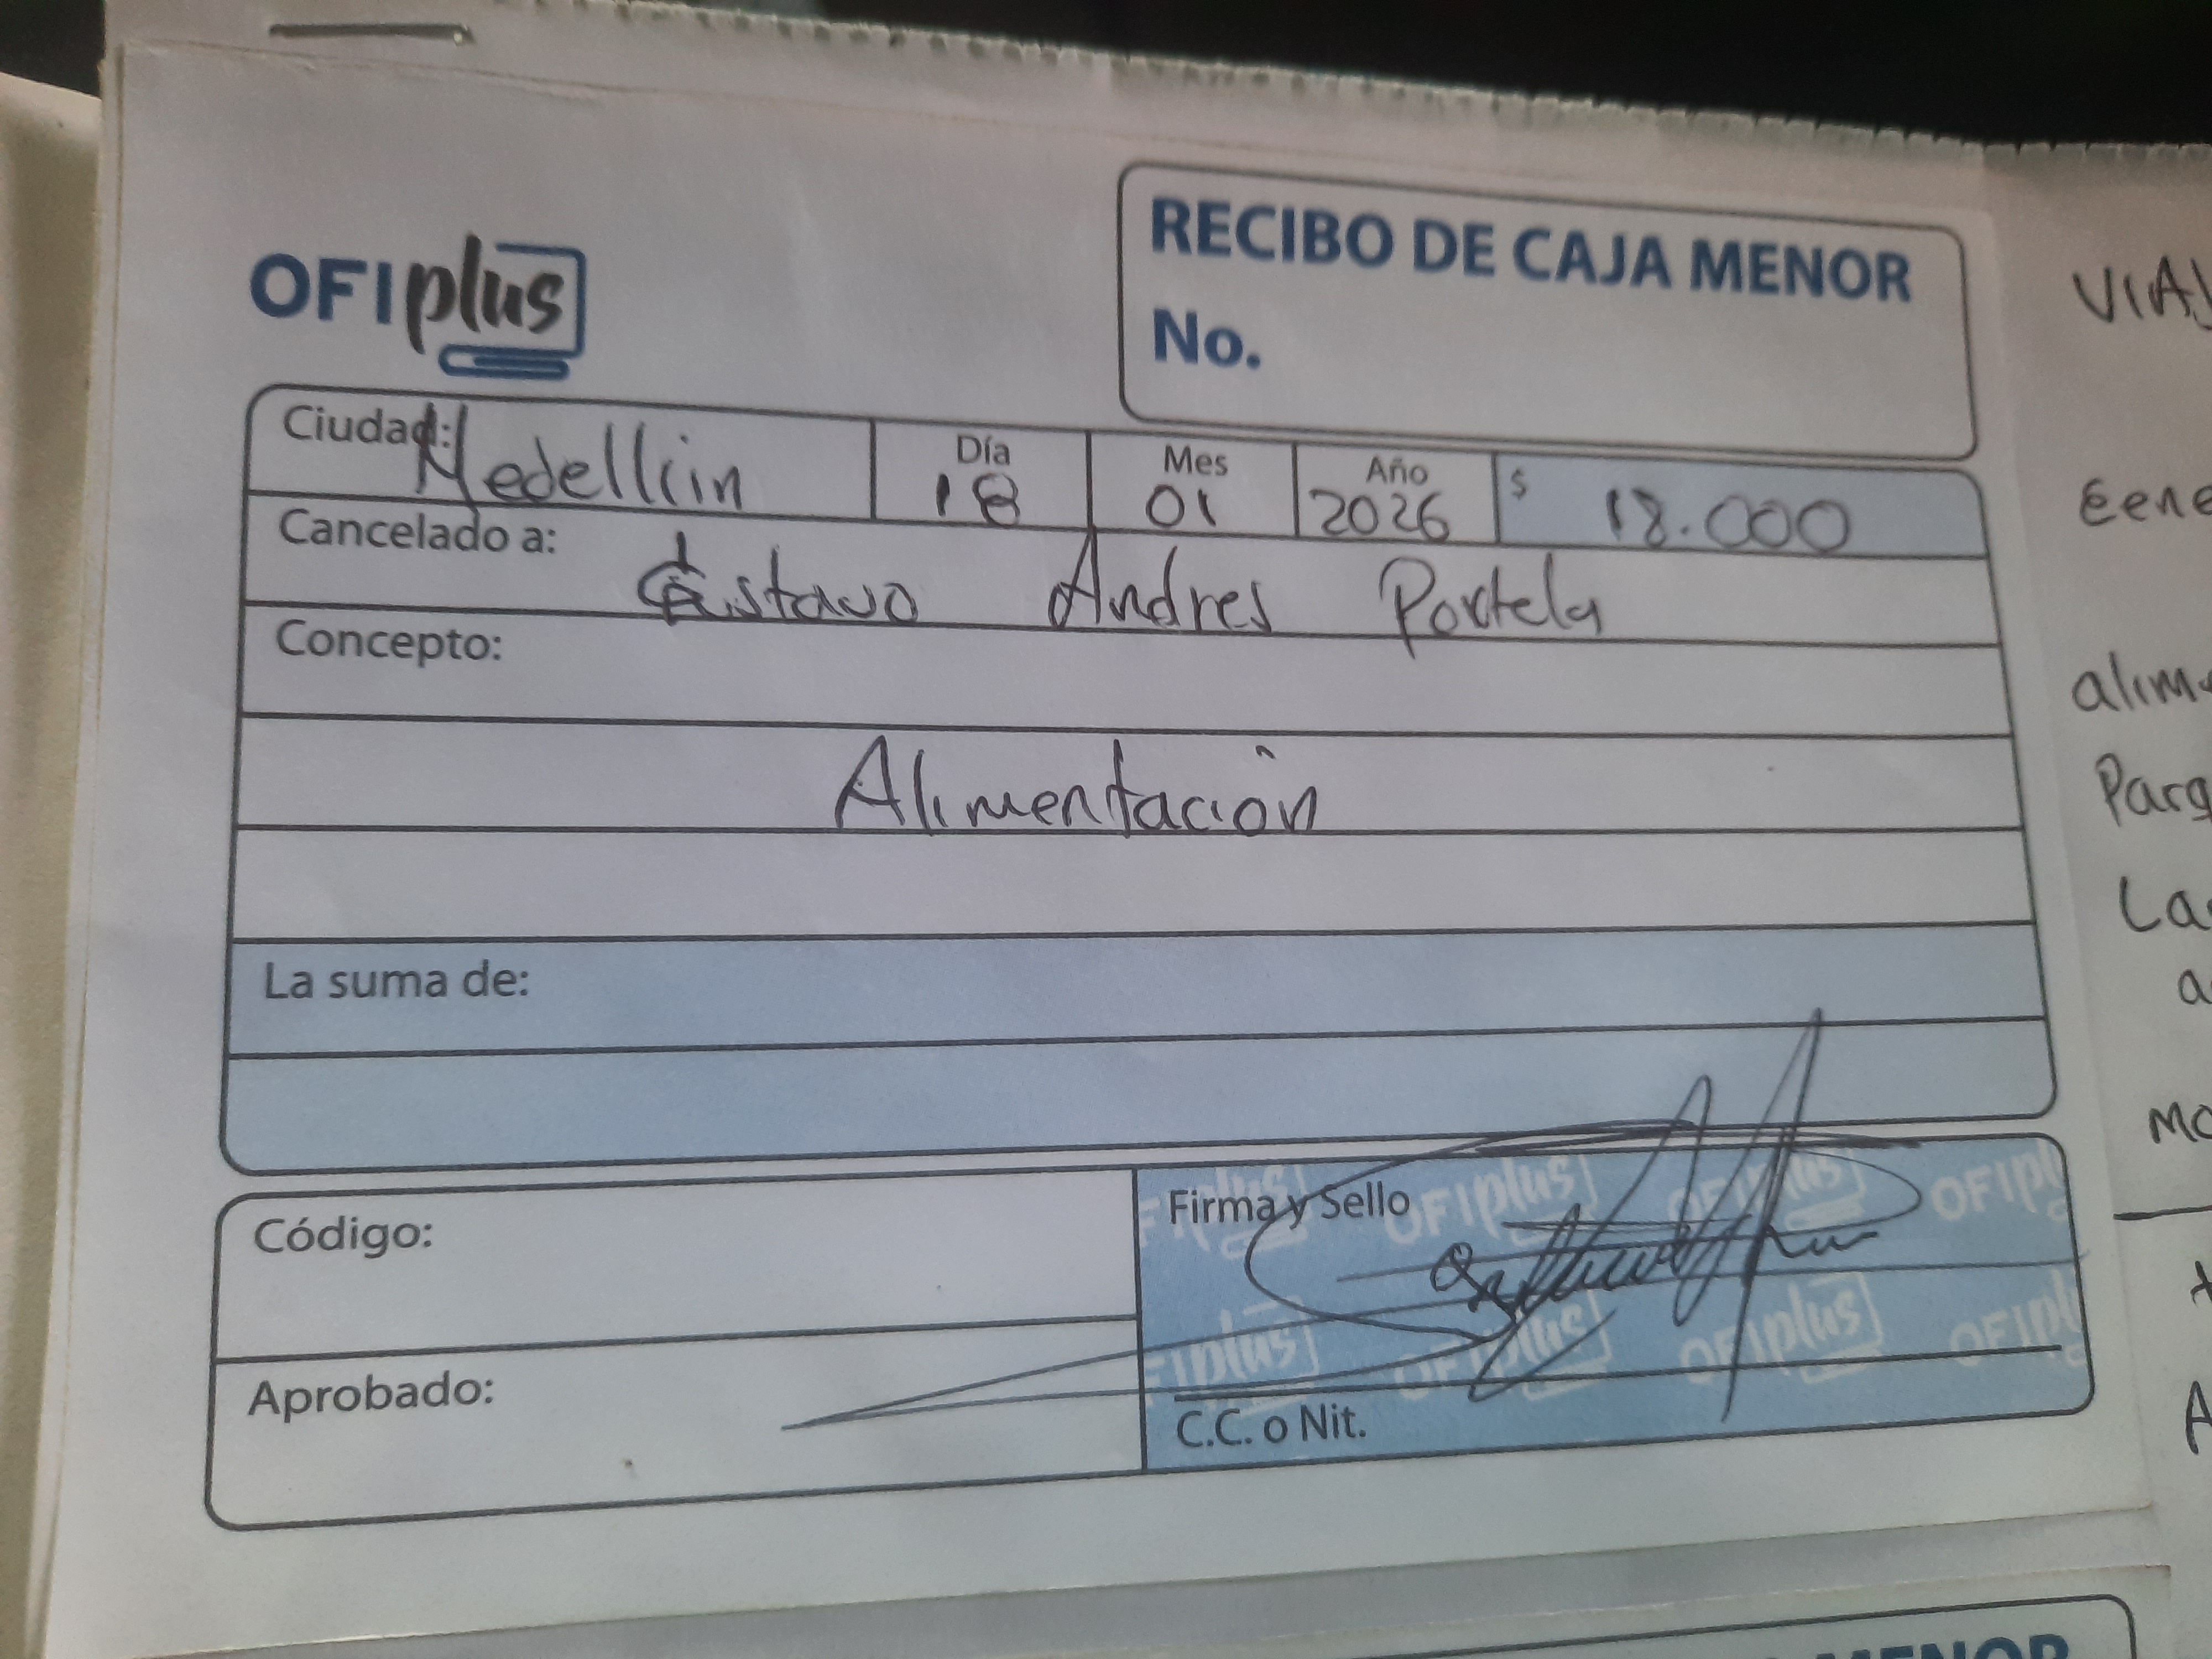 OFIplus
RECIBO DE CAJA MENOR
No.
Ciudad: Medellin
Día 18
Mes 01
Año 2026
$ 18.000
Cancelado a: Gustavo Andres Portela
Concepto:
Alimentación
La suma de:
Código:
Firma y Sello
Aprobado:
C.C. o Nit.